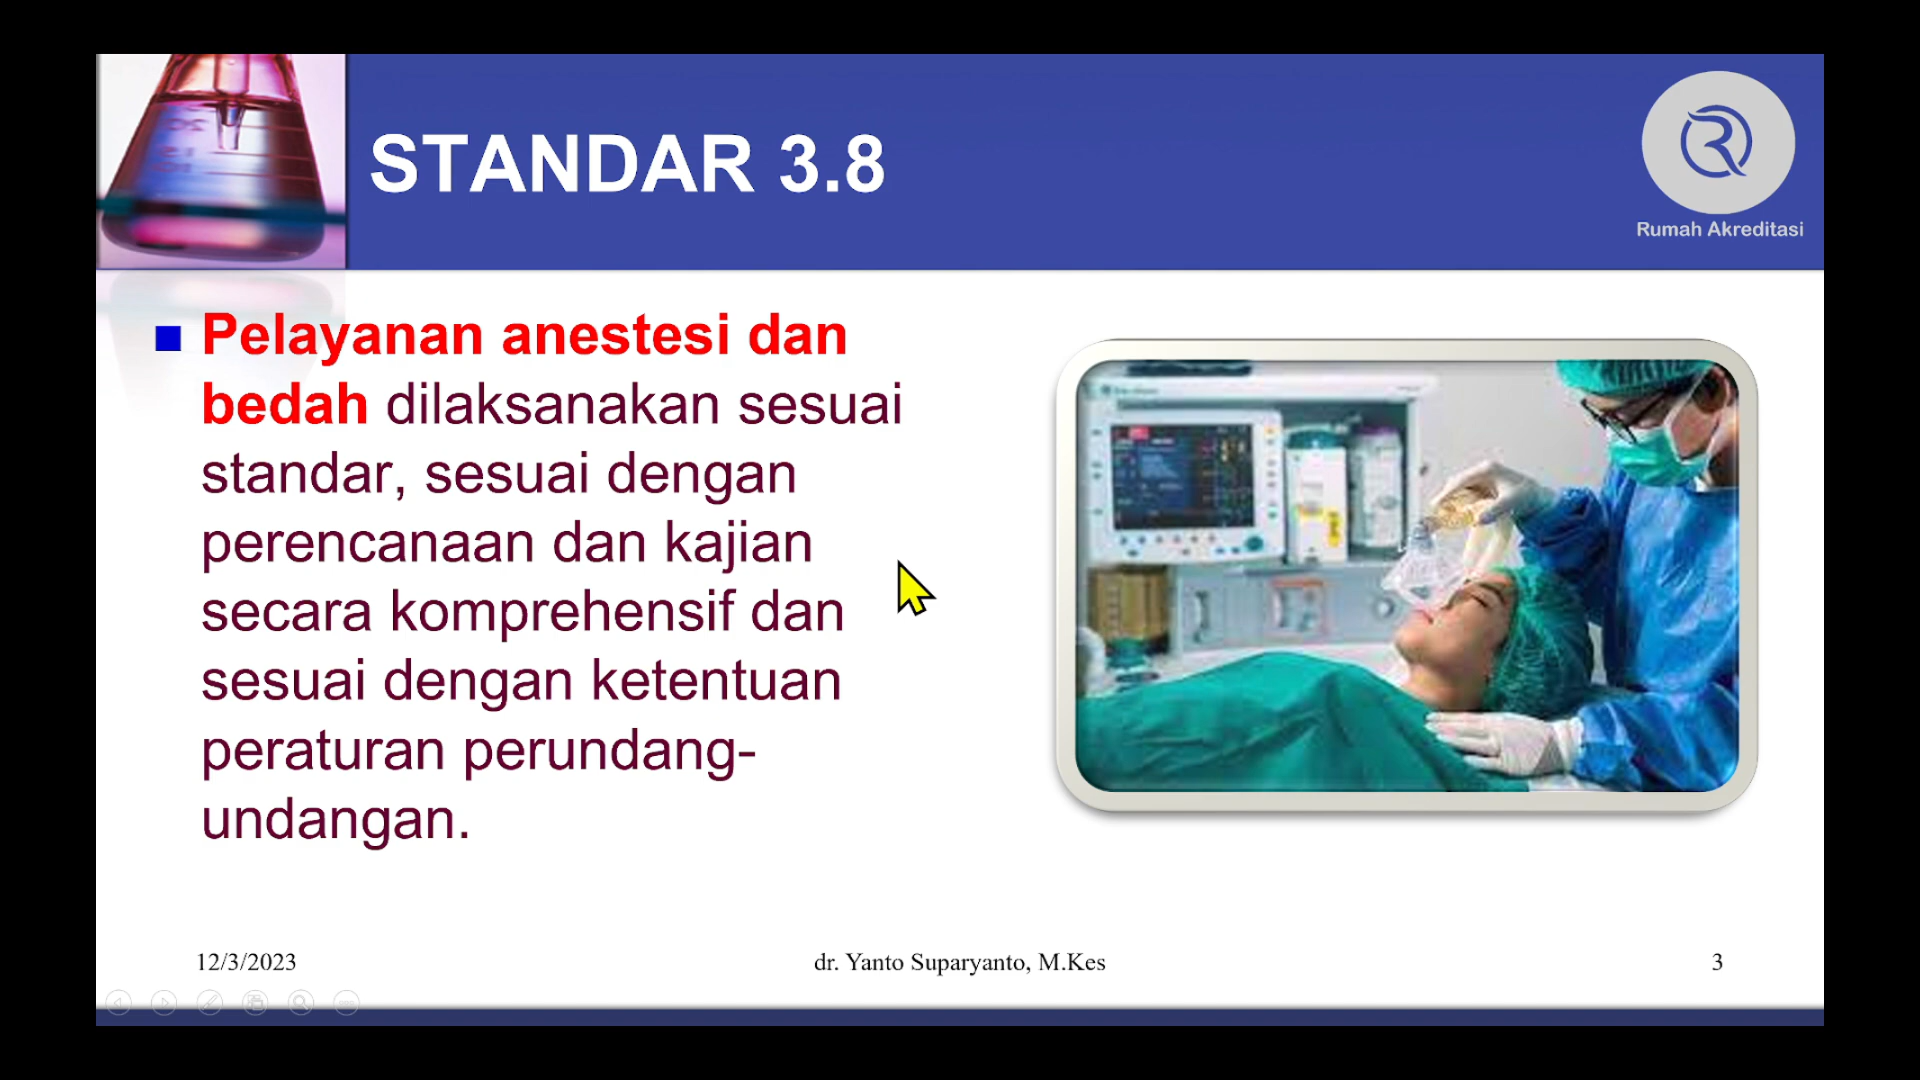 STANDAR 3.8
Rumah Akreditasi
Pelayanan anestesi dan
bedah dilaksanakan sesuai
standar, sesuai dengan
perencanaan dan kajian
secara komprehensif dan
sesuai dengan ketentuan
peraturan perundang-
undangan.
12/3/2023
dr. Yanto Suparyanto, M.Kes
3